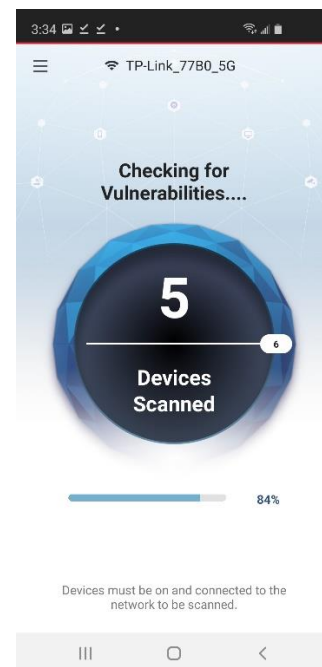 3:34
TP-Link_77B0_5G
Checking for
Vulnerabilities....
5
6
Devices
Scanned
84%
Devices must be on and connected to the
network to be scanned.